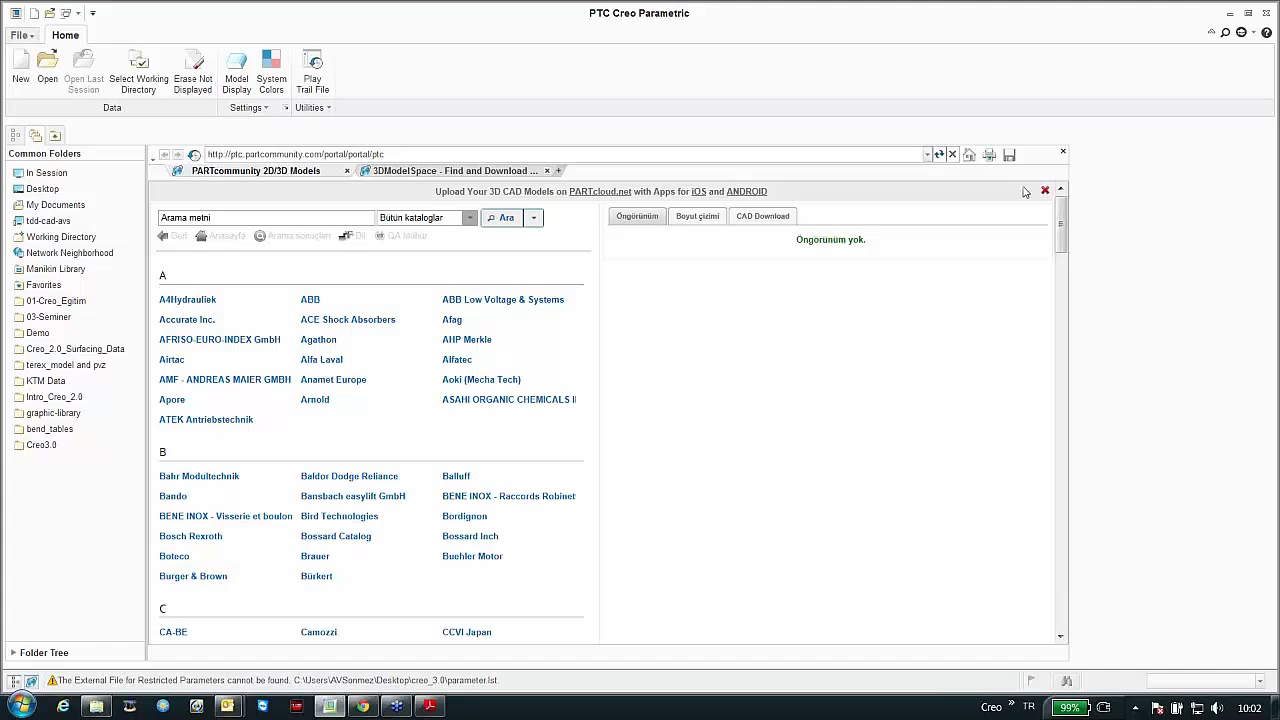 PTC Creo Parametric
File
Home
New
Open
Open Last
Session
Select Working
Directory
Erase Not
Displayed
Model
Display
System
Colors
Play
Trail File
Data
Settings
Utilities
Common Folders
In Session
Desktop
My Documents
tdd-cad-avs
Working Directory
Network Neighborhood
Manikin Library
Favorites
01-Creo_Egitim
03-Seminer
Demo
Creo_2.0_Surfacing_Data
terex_model and pvz
KTM Data
Intro_Creo_2.0
graphic-library
bend_tables
Creo3.0
Folder Tree
http://ptc.partcommunity.com/portal/portal/ptc
PARTcommunity 2D/3D Models
3DModelSpace - Find and Download ...
Upload Your 3D CAD Models on PARTcloud.net with Apps for iOS and ANDROID
Arama metni
Bütün kataloglar
Ara
Geri
Anasayfa
Arama sonuçları
Dil
Öngörünüm
Boyut çizimi
CAD Download
Öngörünüm yok.
A
A4Hydrauliek ABB ABB Low Voltage & Systems
Accurate Inc. ACE Shock Absorbers Afag
AFRISO-EURO-INDEX GmbH Agathon AHP Merkle
Airtac Alfa Laval Alfatec
AMF - ANDREAS MAIER GMBH Anamet Europe Aoki (Mecha Tech)
Apore Arnold ASAHI ORGANIC CHEMICALS I
ATEK Antriebstechnik
B
Bahr Modultechnik Baldor Dodge Reliance Balluff
Bando Bansbach easylift GmbH BENE INOX - Raccords Robinet
BENE INOX - Visserie et boulon Bird Technologies Bordignon
Bosch Rexroth Bossard Catalog Bossard Inch
Boteco Brauer Buehler Motor
Burger & Brown Bürkert
C
CA-BE Camozzi CCVI Japan
The External File for Restricted Parameters cannot be found. C:\Users\AVSonmez\Desktop\creo_3.0\parameter.lst.
Creo
TR
99%
10:02